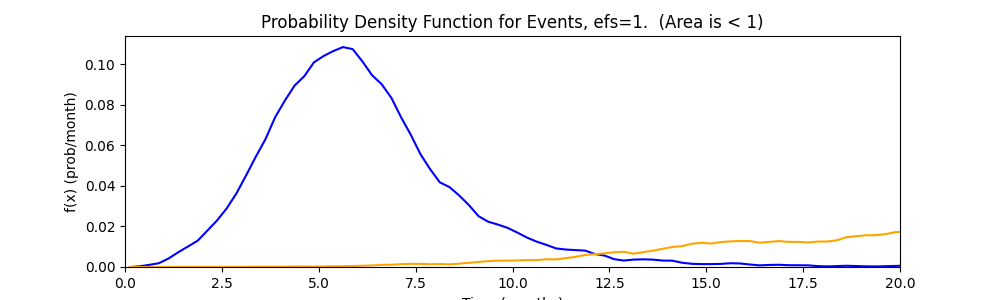 Probability Density Function for Events, efs=1.  (Area is < 1)
f(x) (prob/month)
0.10
0.08
0.06
0.04
0.02
0.00
0.0 2.5 5.0 7.5 10.0 12.5 15.0 17.5 20.0